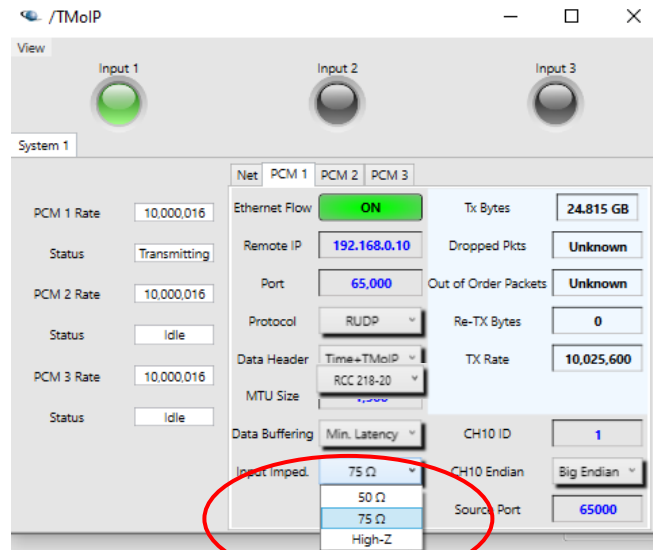 /TMoIP
View
Input 1 Input 2 Input 3
System 1
Net PCM 1 PCM 2 PCM 3
PCM 1 Rate 10,000,016
Status Transmitting
PCM 2 Rate 10,000,016
Status Idle
PCM 3 Rate 10,000,016
Status Idle
Ethernet Flow ON
Remote IP 192.168.0.10
Port 65,000
Protocol RUDP
Data Header Time+TMoIP
RCC 218-20
MTU Size
Data Buffering Min. Latency
Input Imped. 75 Ω
50 Ω
75 Ω
High-Z
Tx Bytes 24.815 GB
Dropped Pkts Unknown
Out of Order Packets Unknown
Re-TX Bytes 0
TX Rate 10,025,600
CH10 ID 1
CH10 Endian Big Endian
Source Port 65000